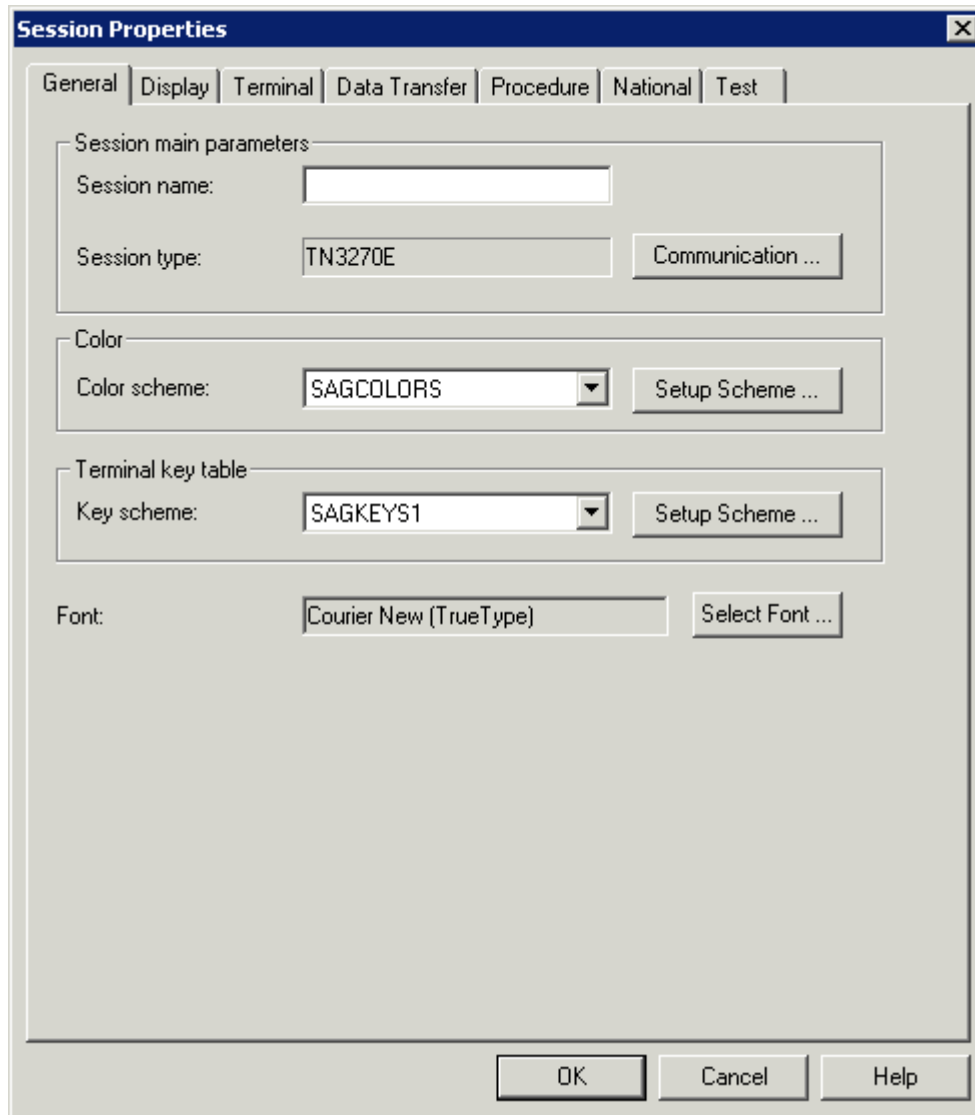 Session Properties
General Display Terminal Data Transfer Procedure National Test
Session main parameters
Session name:
Session type: TN3270E Communication ...
Color
Color scheme: SAGCOLORS Setup Scheme ...
Terminal key table
Key scheme: SAGKEYS1 Setup Scheme ...
Font: Courier New (TrueType) Select Font ...
OK Cancel Help